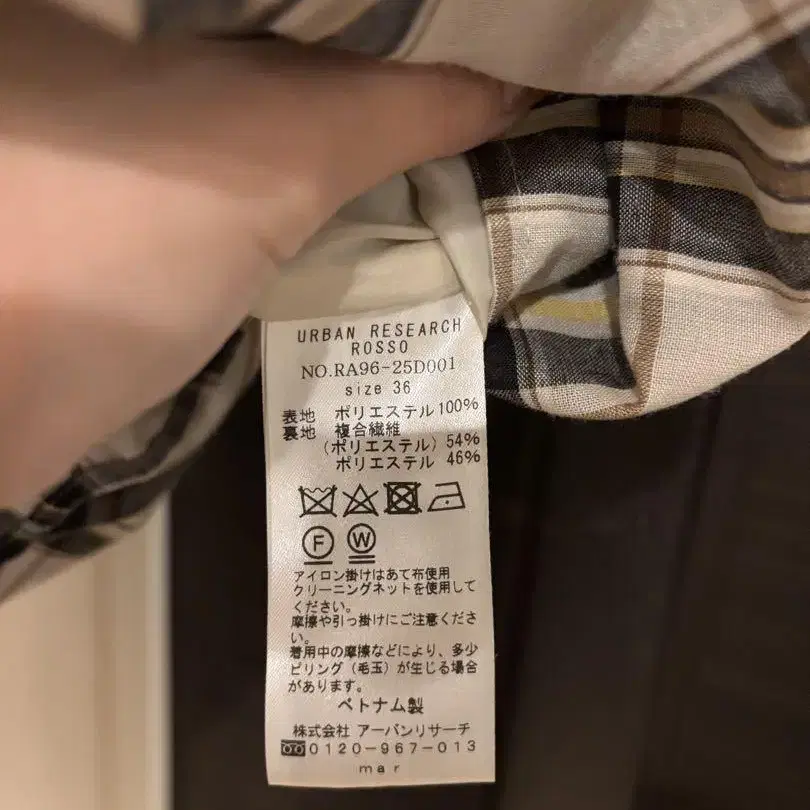 URBAN RESEARCH
ROSSO
NO.RA96-25D001
size 36
表地 ポリエステル100%
裏地 複合繊維
(ポリエステル) 54%
ポリエステル 46%
F W
アイロン掛けはあて布使用
クリーニングネットを使用して
ください。
摩擦や引っ掛けにご注意くださ
い。
着用中の摩擦などにより、多少
ピリング(毛玉)が生じる場合
があります。
ベトナム製
株式会社 アーバンリサーチ
0120-967-013
mar